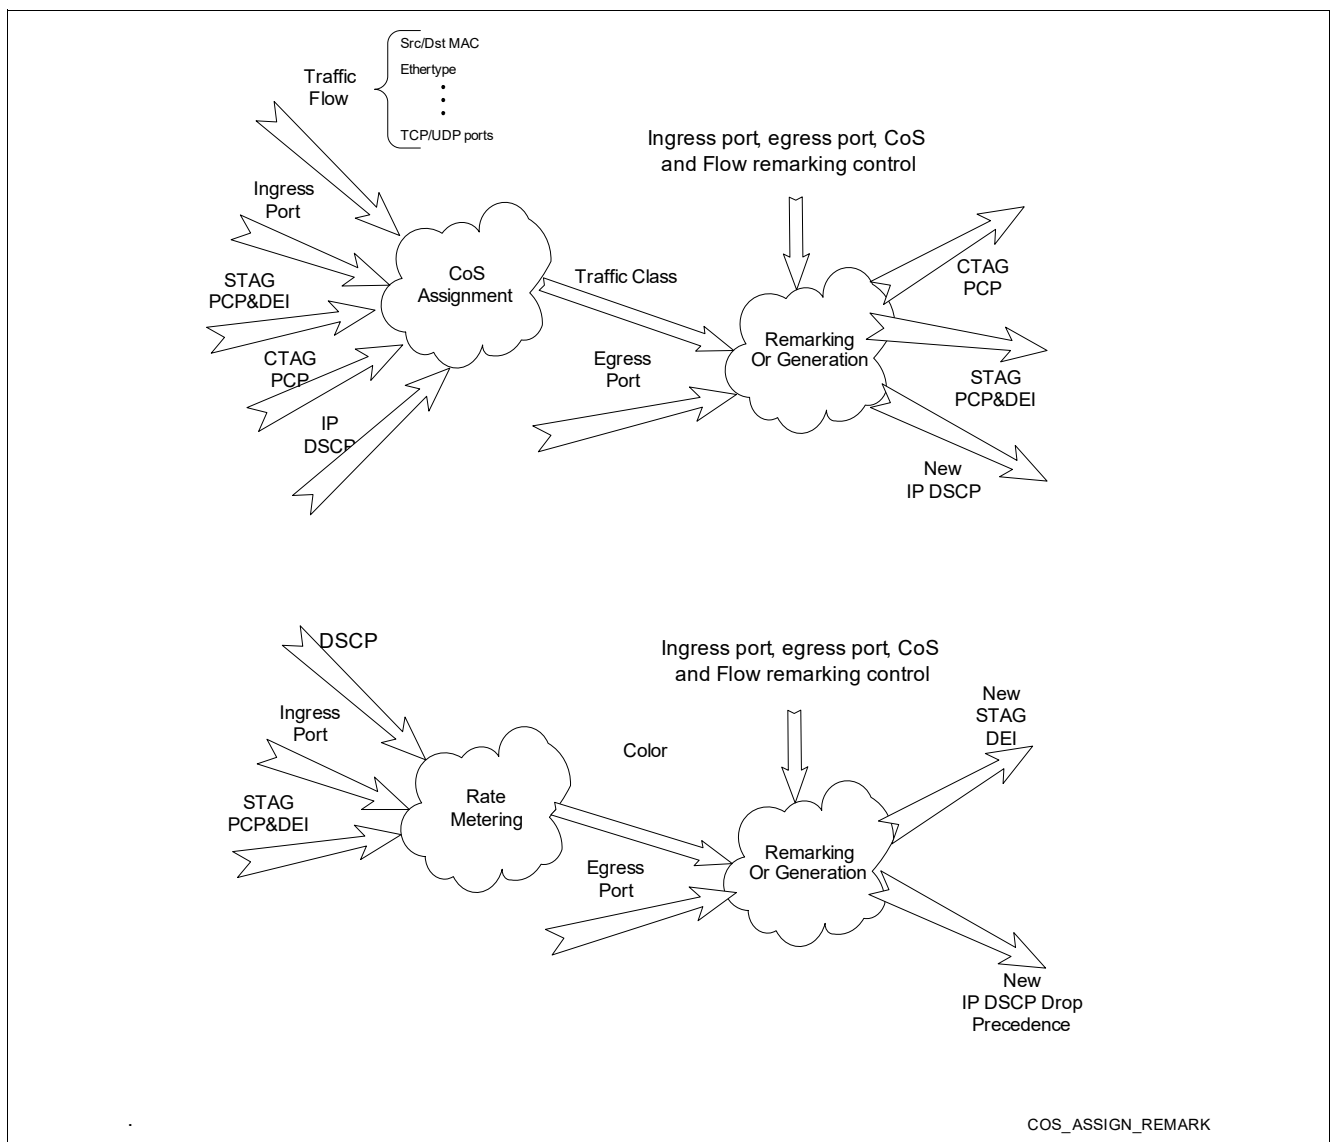 Src/Dst MAC
Ethertype
Traffic
Flow
TCP/UDP ports
Ingress port, egress port, CoS
and Flow remarking control
Ingress
Port
STAG
PCP&DEI
CTAG
PCP
IP
DSCP
CoS
Assignment
Traffic Class
Egress
Port
Remarking
Or Generation
CTAG
PCP
STAG
PCP&DEI
New
IP DSCP
DSCP
Ingress
Port
STAG
PCP&DEI
Rate
Metering
Color
Ingress port, egress port, CoS
and Flow remarking control
Egress
Port
Remarking
Or Generation
New
STAG
DEI
New
IP DSCP Drop
Precedence
.
COS_ASSIGN_REMARK